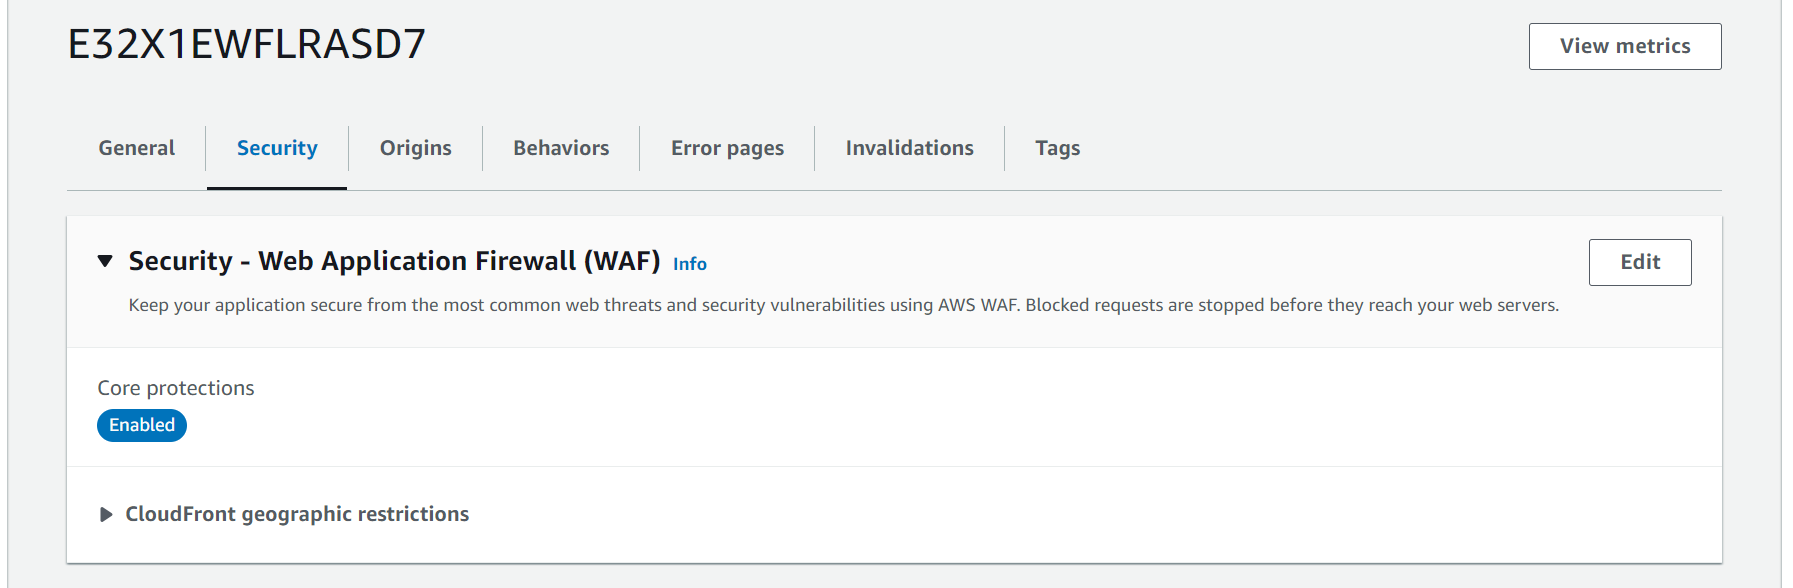 E32X1EWFLRASD7
View metrics
General
Security
Origins
Behaviors
Error pages
Invalidations
Tags
Security - Web Application Firewall (WAF) Info
Edit
Keep your application secure from the most common web threats and security vulnerabilities using AWS WAF. Blocked requests are stopped before they reach your web servers.
Core protections
Enabled
CloudFront geographic restrictions